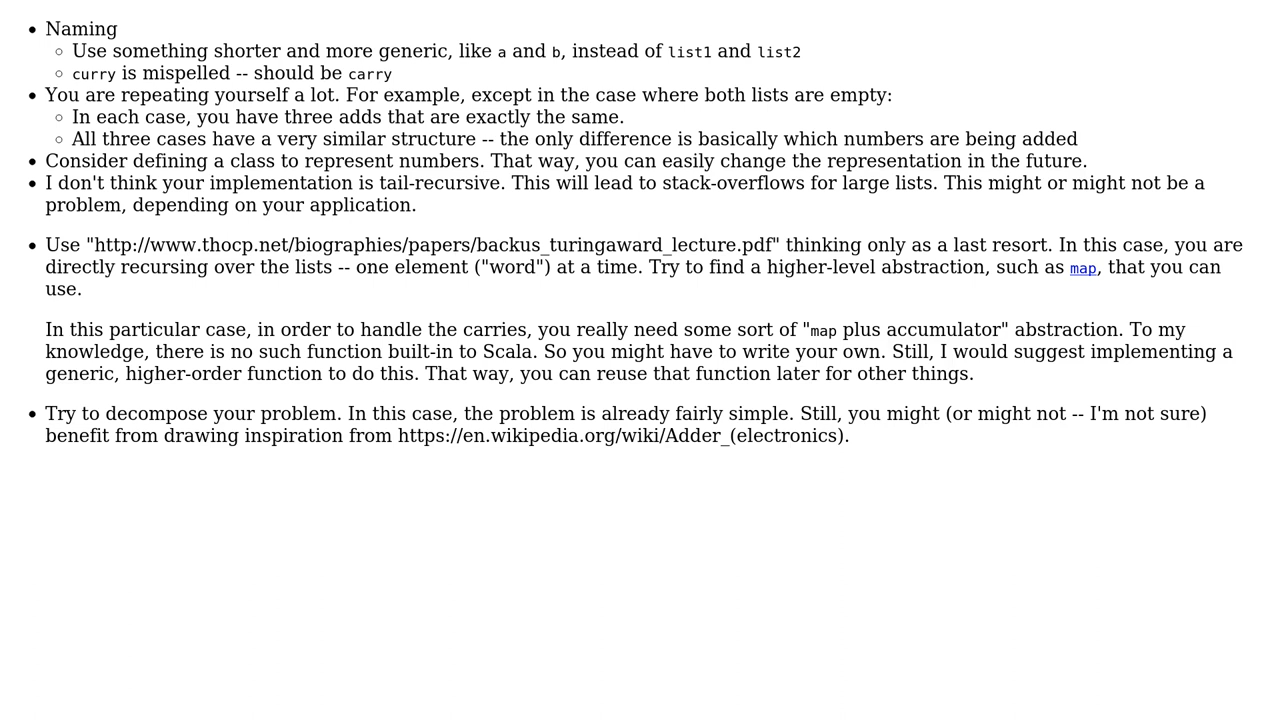 Naming
Use something shorter and more generic, like a and b, instead of list1 and list2
curry is mispelled -- should be carry
You are repeating yourself a lot. For example, except in the case where both lists are empty:
In each case, you have three adds that are exactly the same.
All three cases have a very similar structure -- the only difference is basically which numbers are being added
Consider defining a class to represent numbers. That way, you can easily change the representation in the future.
I don't think your implementation is tail-recursive. This will lead to stack-overflows for large lists. This might or might not be a
problem, depending on your application.
Use "http://www.thocp.net/biographies/papers/backus_turingaward_lecture.pdf" thinking only as a last resort. In this case, you are
directly recursing over the lists -- one element ("word") at a time. Try to find a higher-level abstraction, such as map, that you can
use.
In this particular case, in order to handle the carries, you really need some sort of "map plus accumulator" abstraction. To my
knowledge, there is no such function built-in to Scala. So you might have to write your own. Still, I would suggest implementing a
generic, higher-order function to do this. That way, you can reuse that function later for other things.
Try to decompose your problem. In this case, the problem is already fairly simple. Still, you might (or might not -- I'm not sure)
benefit from drawing inspiration from https://en.wikipedia.org/wiki/Adder_(electronics).